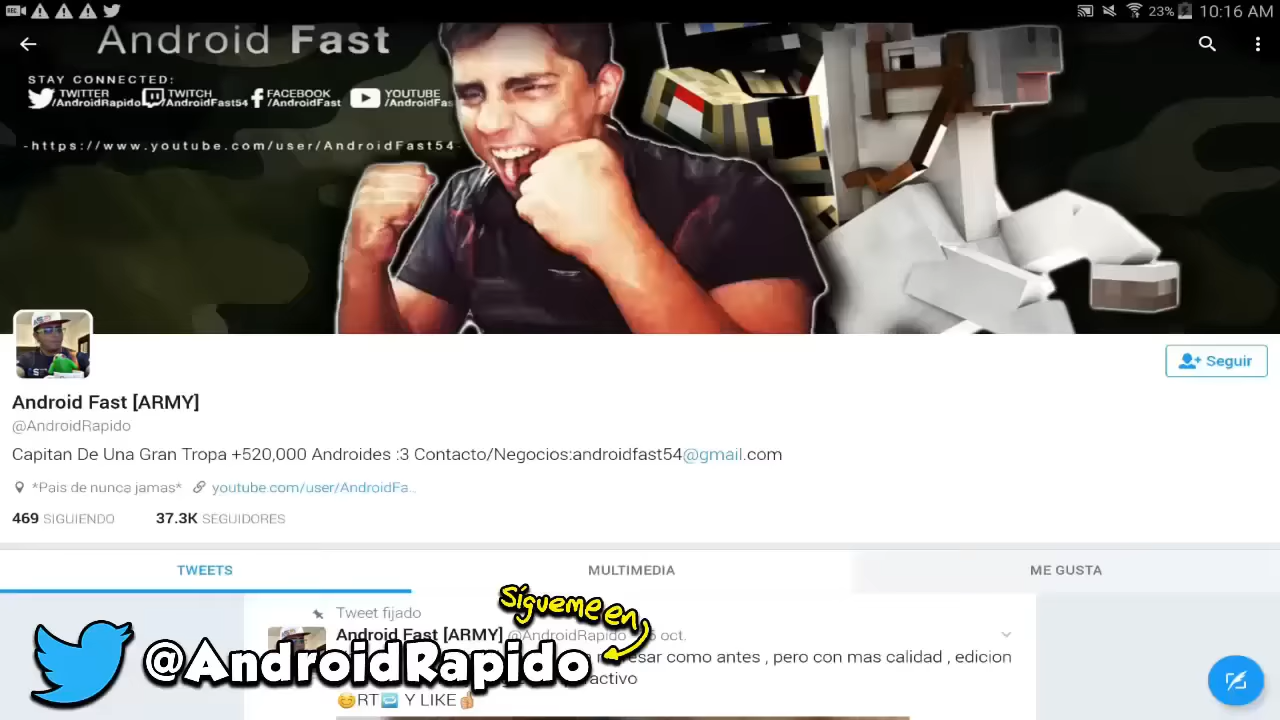 REC
23% 10:16 AM
Android Fast
STAY CONNECTED:
TWITTER
/AndroidRapido
TWITCH
/AndroidFast54
FACEBOOK
/AndroidFast
YOUTUBE
/AndroidFas
-https://www.youtube.com/user/AndroidFast54
Seguir
Android Fast [ARMY]
@AndroidRapido
Capitan De Una Gran Tropa +520,000 Androides :3 Contacto/Negocios:androidfast54@gmail.com
*Pais de nunca jamas* youtube.com/user/AndroidFa..
469 SIGUIENDO 37.3K SEGUIDORES
TWEETS MULTIMEDIA ME GUSTA
Sígueme en
Tweet fijado
Android Fast [ARMY] @AndroidRapido oct.
@AndroidRapido
como antes , pero con mas calidad , edicion
activo
RT Y LIKE